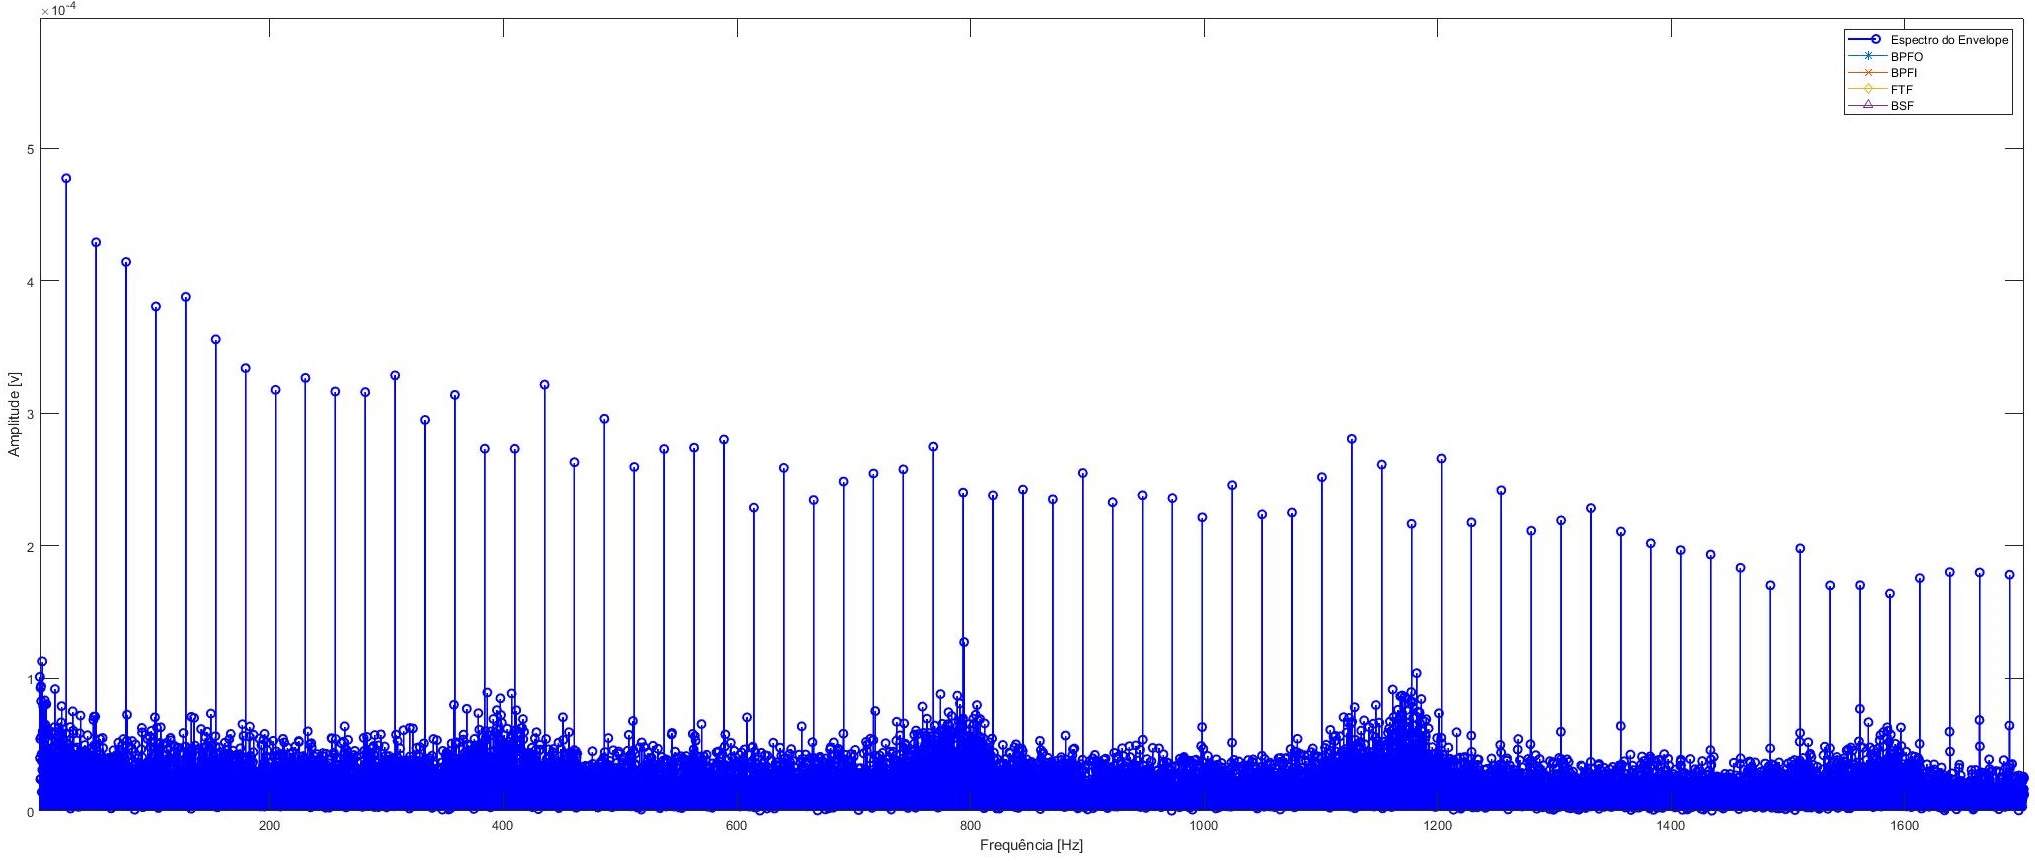 ×10-4
5
4
3
2
1
0
Amplitude [v]
200 400 600 800 1000 1200 1400 1600
Frequência [Hz]
Espectro do Envelope
BPFO
BPFI
FTF
BSF